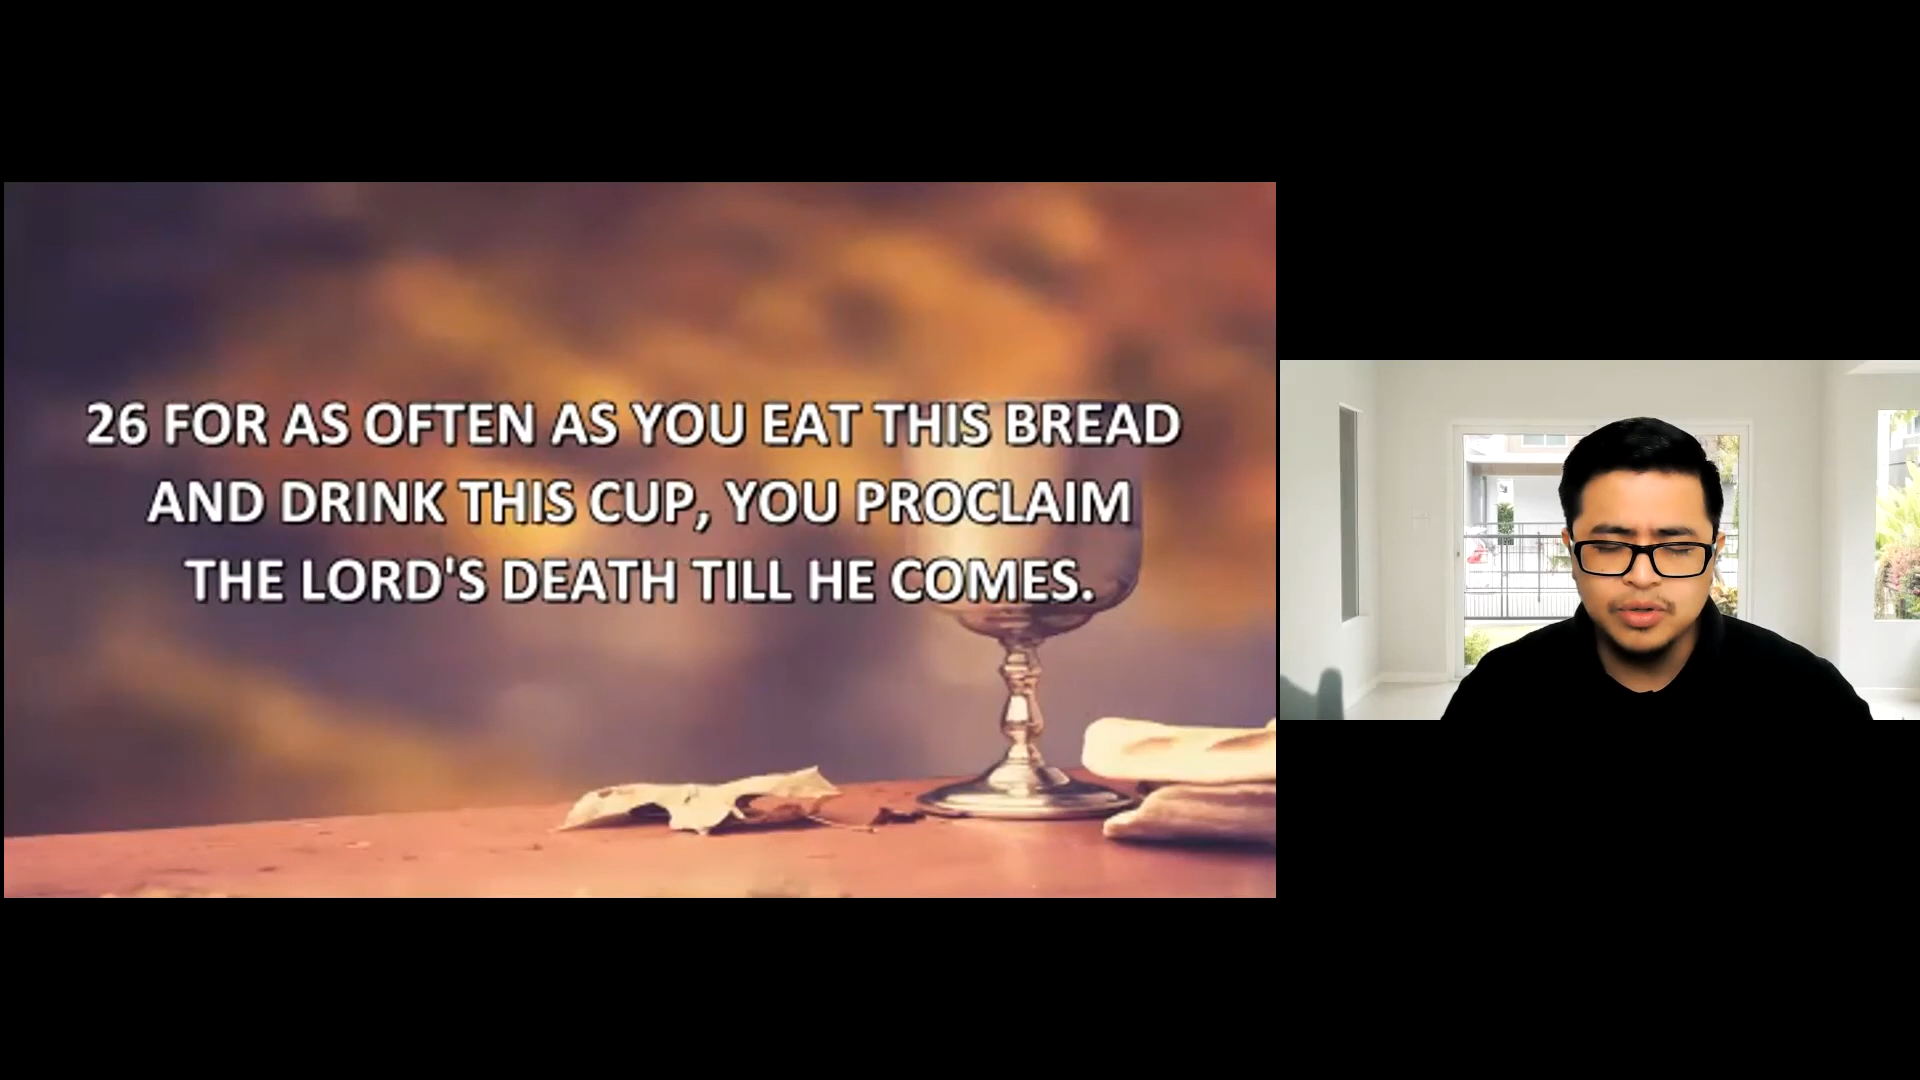 26 FOR AS OFTEN AS YOU EAT THIS BREAD
AND DRINK THIS CUP, YOU PROCLAIM
THE LORD'S DEATH TILL HE COMES.